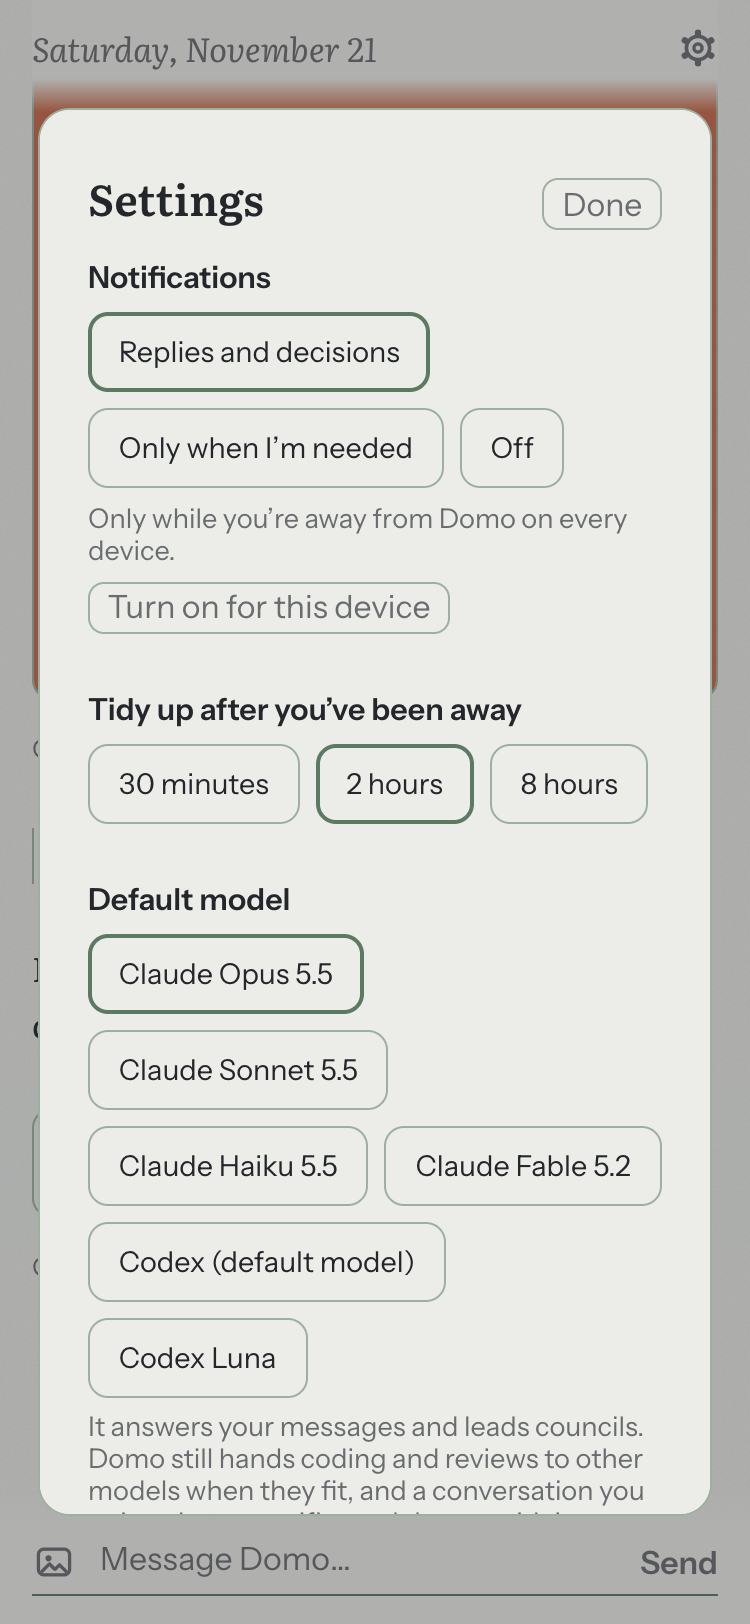 Saturday, November 21
Settings
Done
Notifications
Replies and decisions
Only when I’m needed
Off
Only while you’re away from Domo on every
device.
Turn on for this device
Tidy up after you’ve been away
30 minutes
2 hours
8 hours
Default model
Claude Opus 5.5
Claude Sonnet 5.5
Claude Haiku 5.5
Claude Fable 5.2
Codex (default model)
Codex Luna
It answers your messages and leads councils.
Domo still hands coding and reviews to other
models when they fit, and a conversation you
Message Domo...
Send